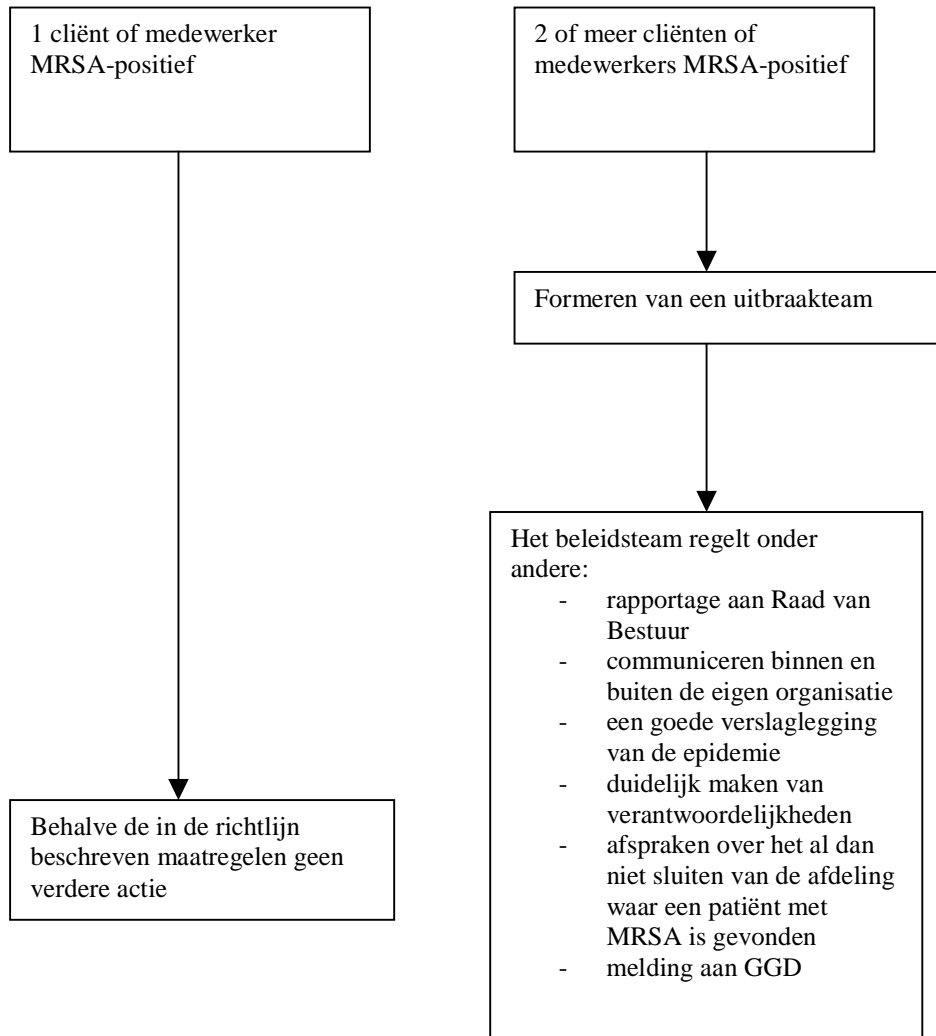 1 cliënt of medewerker
MRSA-positief
2 of meer cliënten of
medewerkers MRSA-positief
Formeren van een uitbraakteam
Het beleidsteam regelt onder
andere:
- rapportage aan Raad van
Bestuur
- communiceren binnen en
buiten de eigen organisatie
- een goede verslaglegging
van de epidemie
- duidelijk maken van
verantwoordelijkheden
- afspraken over het al dan
niet sluiten van de afdeling
waar een patiënt met
MRSA is gevonden
- melding aan GGD
Behalve de in de richtlijn
beschreven maatregelen geen
verdere actie